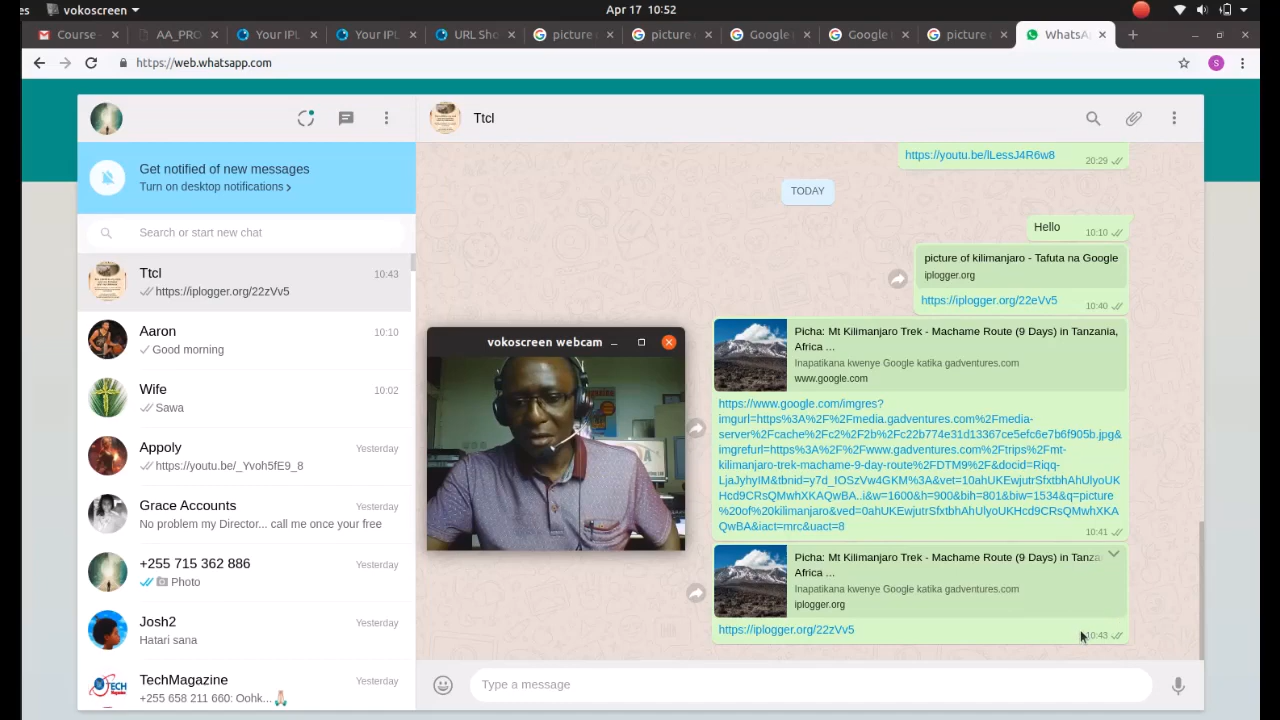 es vokoscreen Apr 17 10:52
Course AA_PRO Your IPL Your IPL URL Sho picture picture Google Google picture WhatsA
https://web.whatsapp.com S
Ttcl
Get notified of new messages
Turn on desktop notifications >
Search or start new chat
Ttcl 10:43
https://iplogger.org/22zVv5
Aaron 10:10
Good morning
Wife 10:02
Sawa
Appoly Yesterday
https://youtu.be/_Yvoh5fE9_8
Grace Accounts Yesterday
No problem my Director... call me once your free
+255 715 362 886 Yesterday
Photo
Josh2 Yesterday
Hatari sana
TechMagazine Yesterday
+255 658 211 660: Oohk...
https://youtu.be/lLessJ4R6w8 20:29
TODAY
Hello 10:10
picture of kilimanjaro - Tafuta na Google
iplogger.org
https://iplogger.org/22eVv5 10:40
vokoscreen webcam
Picha: Mt Kilimanjaro Trek - Machame Route (9 Days) in Tanzania,
Africa ...
Inapatikana kwenye Google katika gadventures.com
www.google.com
https://www.google.com/imgres?
imgurl=https%3A%2F%2Fmedia.gadventures.com%2Fmedia-
server%2Fcache%2Fc2%2F2b%2Fc22b774e31d13367ce5efc6e7b6f905b.jpg&
imgrefurl=https%3A%2F%2Fwww.gadventures.com%2Ftrips%2Fmt-
kilimanjaro-trek-machame-9-day-route%2FDTM9%2F&docid=Riqq-
LjaJyhyIM&tbnid=y7d_IOSzVw4GKM%3A&vet=10ahUKEwjutrSfxtbhAhUlyoUK
Hcd9CRsQMwhXKAQwBA..i&w=1600&h=900&bih=801&biw=1534&q=picture
%20of%20kilimanjaro&ved=0ahUKEwjutrSfxtbhAhUlyoUKHcd9CRsQMwhXKA
QwBA&iact=mrc&uact=8 10:41
Picha: Mt Kilimanjaro Trek - Machame Route (9 Days) in Tanza
Africa ...
Inapatikana kwenye Google katika gadventures.com
iplogger.org
https://iplogger.org/22zVv5 10:43
Type a message